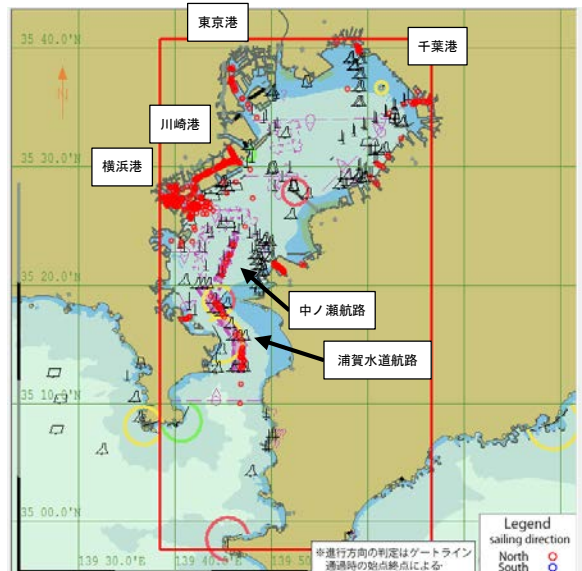 東京港
35 40.0'N
千葉港
川崎港
35 30.0'N
横浜港
35 20.0'N
中ノ瀬航路
浦賀水道航路
35 10.0'N
35 00.0'N
139 30.0'E
139 40.0'E
139 50.0'E
※進行方向の判定はゲートライン
通過時の始点終点による
Legend
sailing direction
North
South